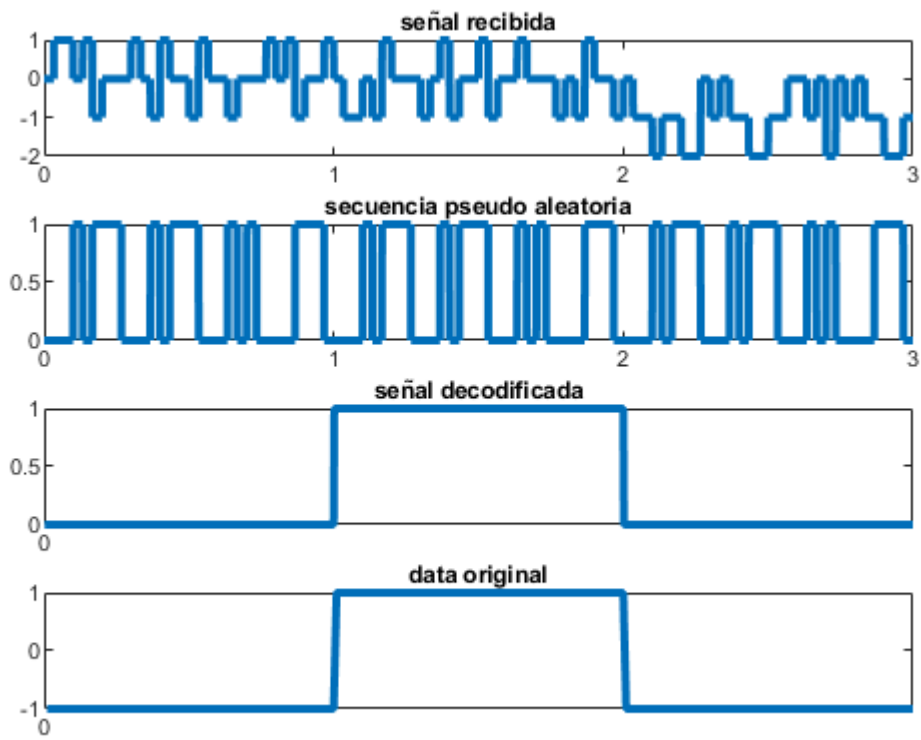 señal recibida
1
0
-1
-2
0 1 2 3
secuencia pseudo aleatoria
1
0.5
0
0 1 2 3
señal decodificada
1
0.5
0
0
data original
1
0
-1
0